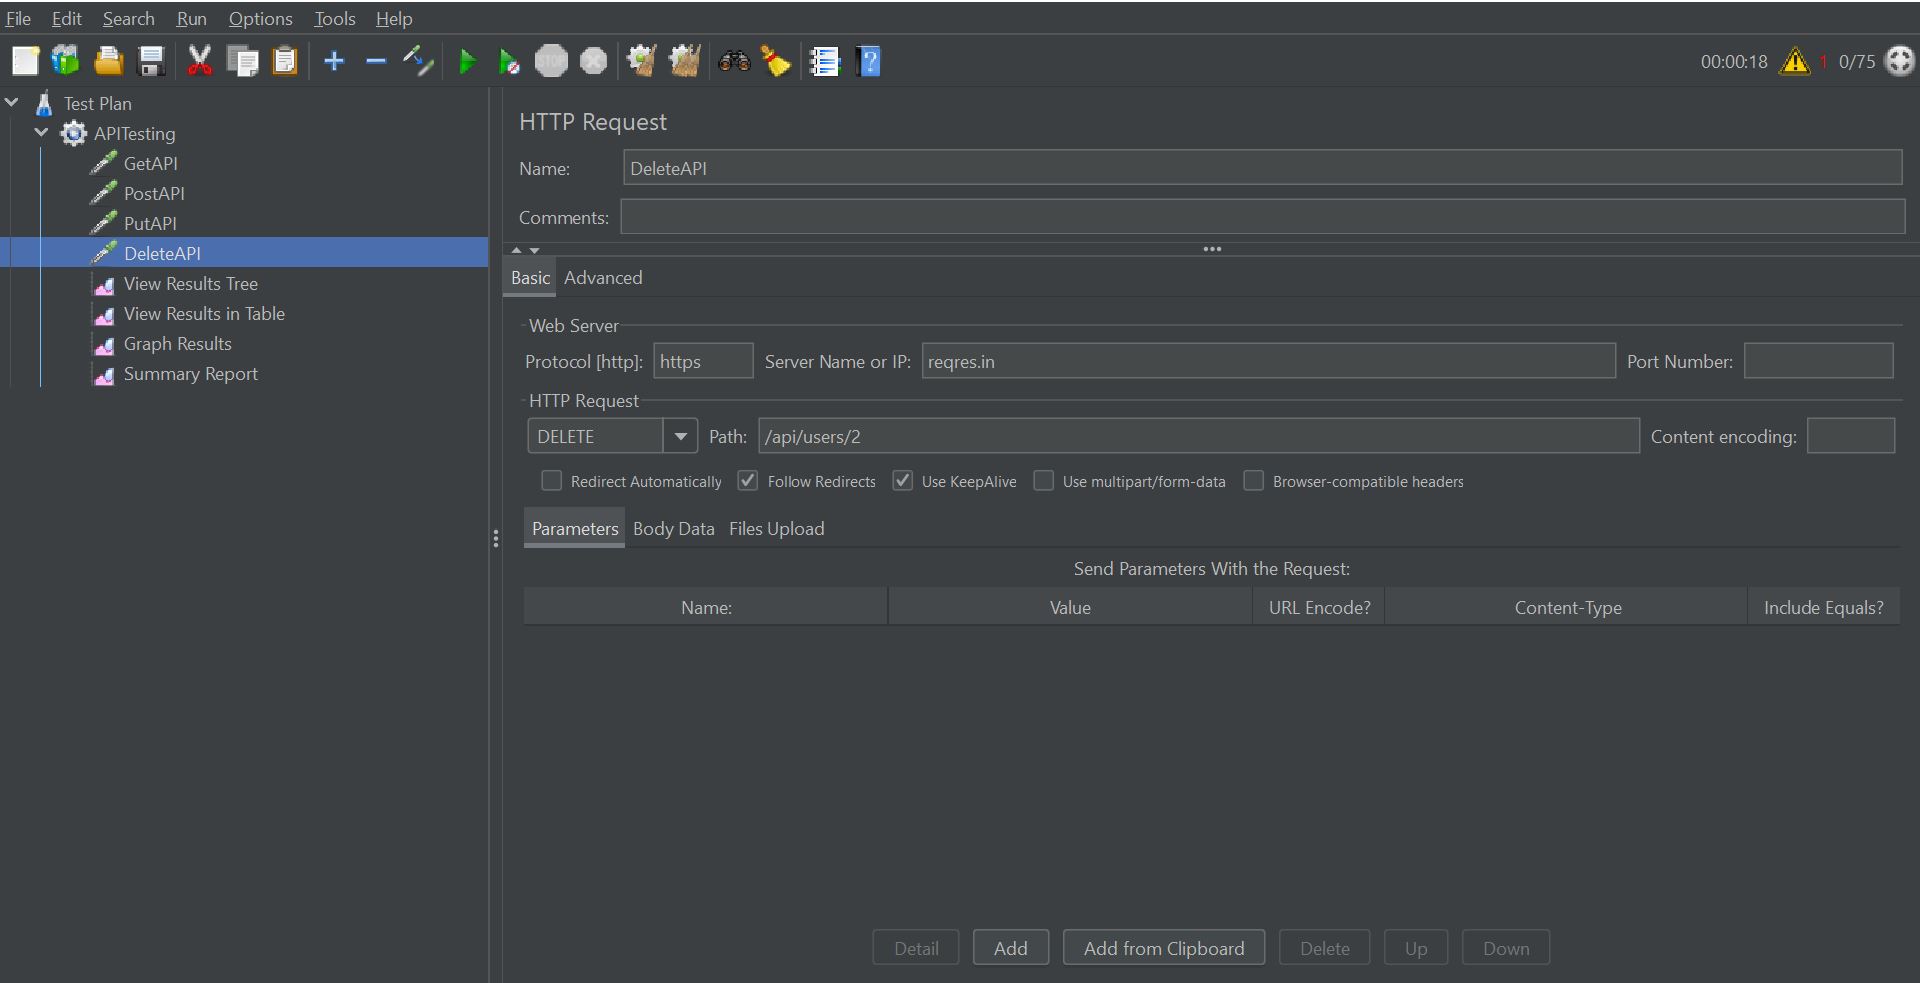 File Edit Search Run Options Tools Help
STOP
00:00:18 1 0/75
Test Plan
APITesting
GetAPI
PostAPI
PutAPI
DeleteAPI
View Results Tree
View Results in Table
Graph Results
Summary Report
HTTP Request
Name: DeleteAPI
Comments:
Basic Advanced
Web Server
Protocol [http]: https Server Name or IP: reqres.in Port Number:
HTTP Request
DELETE Path: /api/users/2 Content encoding:
Redirect Automatically Follow Redirects Use KeepAlive Use multipart/form-data Browser-compatible headers
Parameters Body Data Files Upload
Send Parameters With the Request:
Name: Value URL Encode? Content-Type Include Equals?
Detail Add Add from Clipboard Delete Up Down